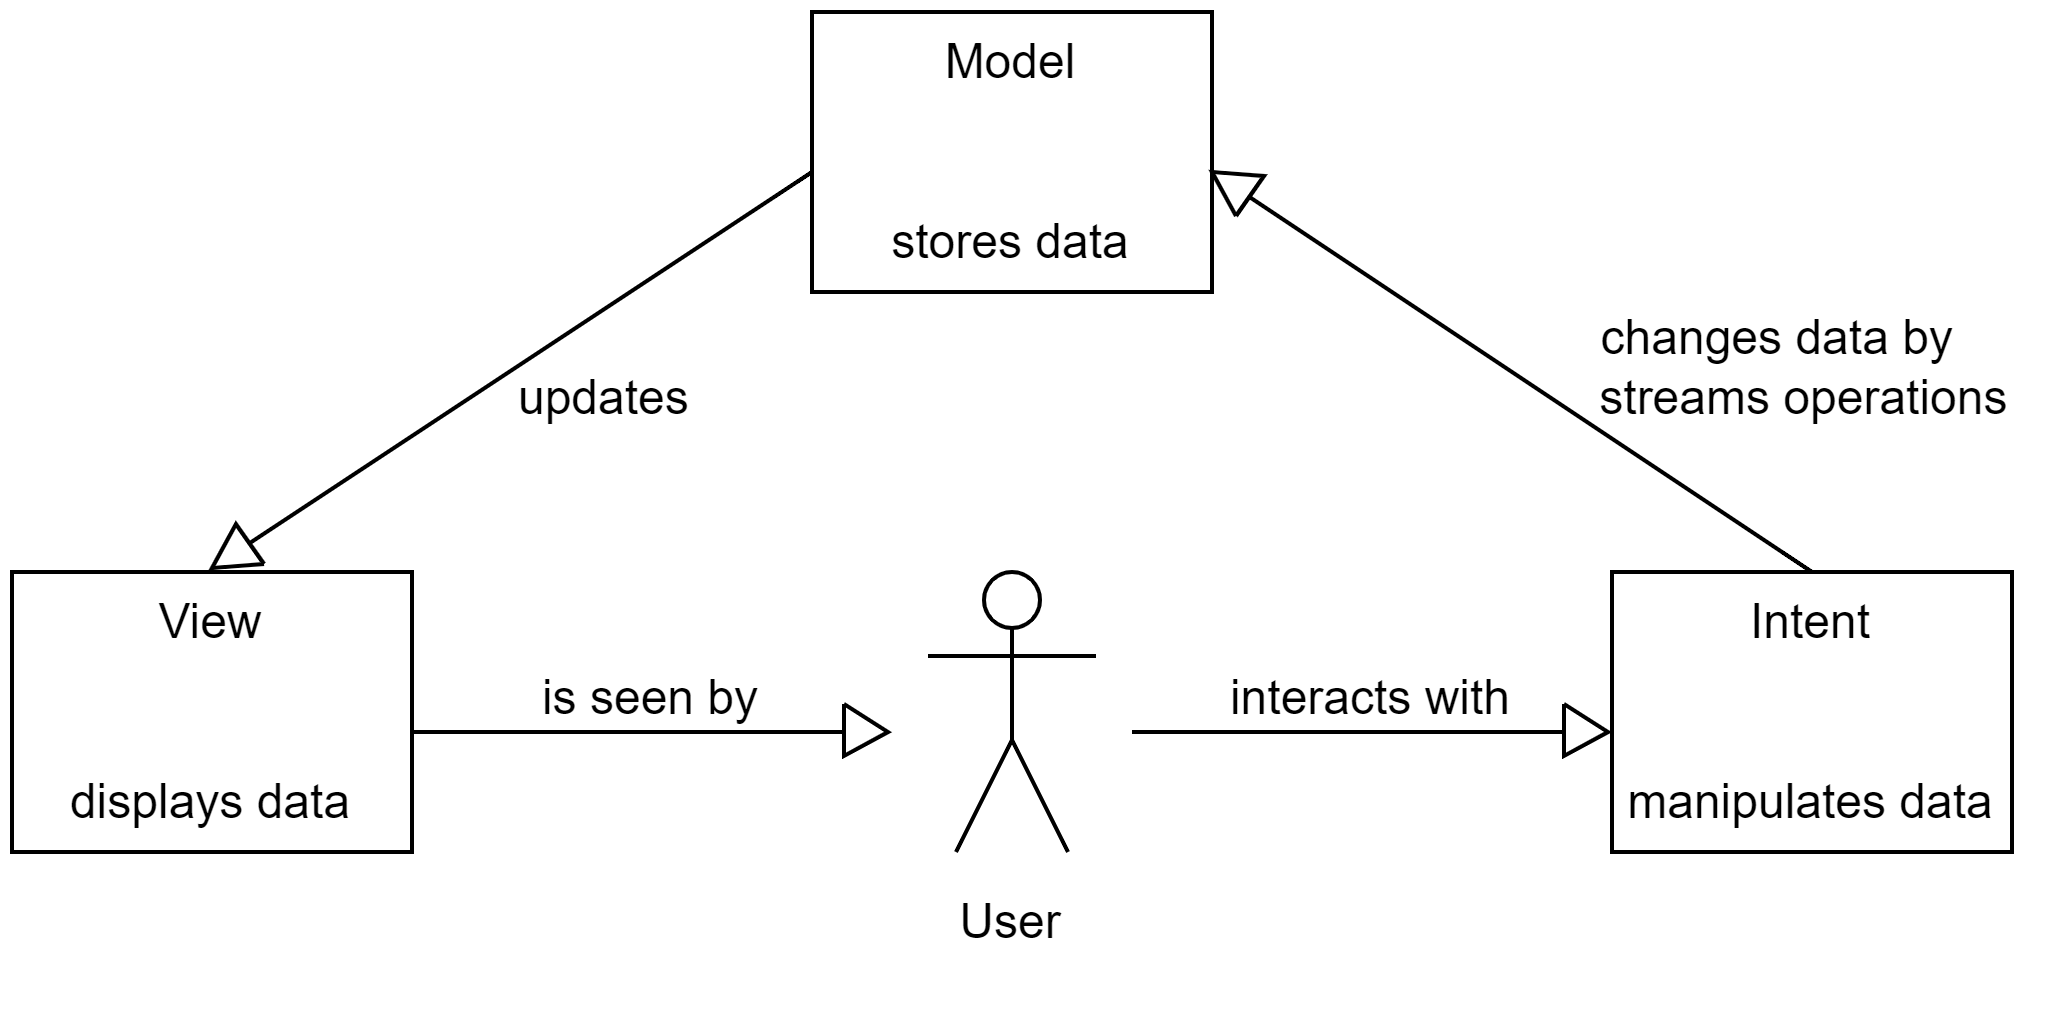 Model
stores data
changes data by
streams operations
updates
View
Intent
is seen by
interacts with
displays data
manipulates data
User